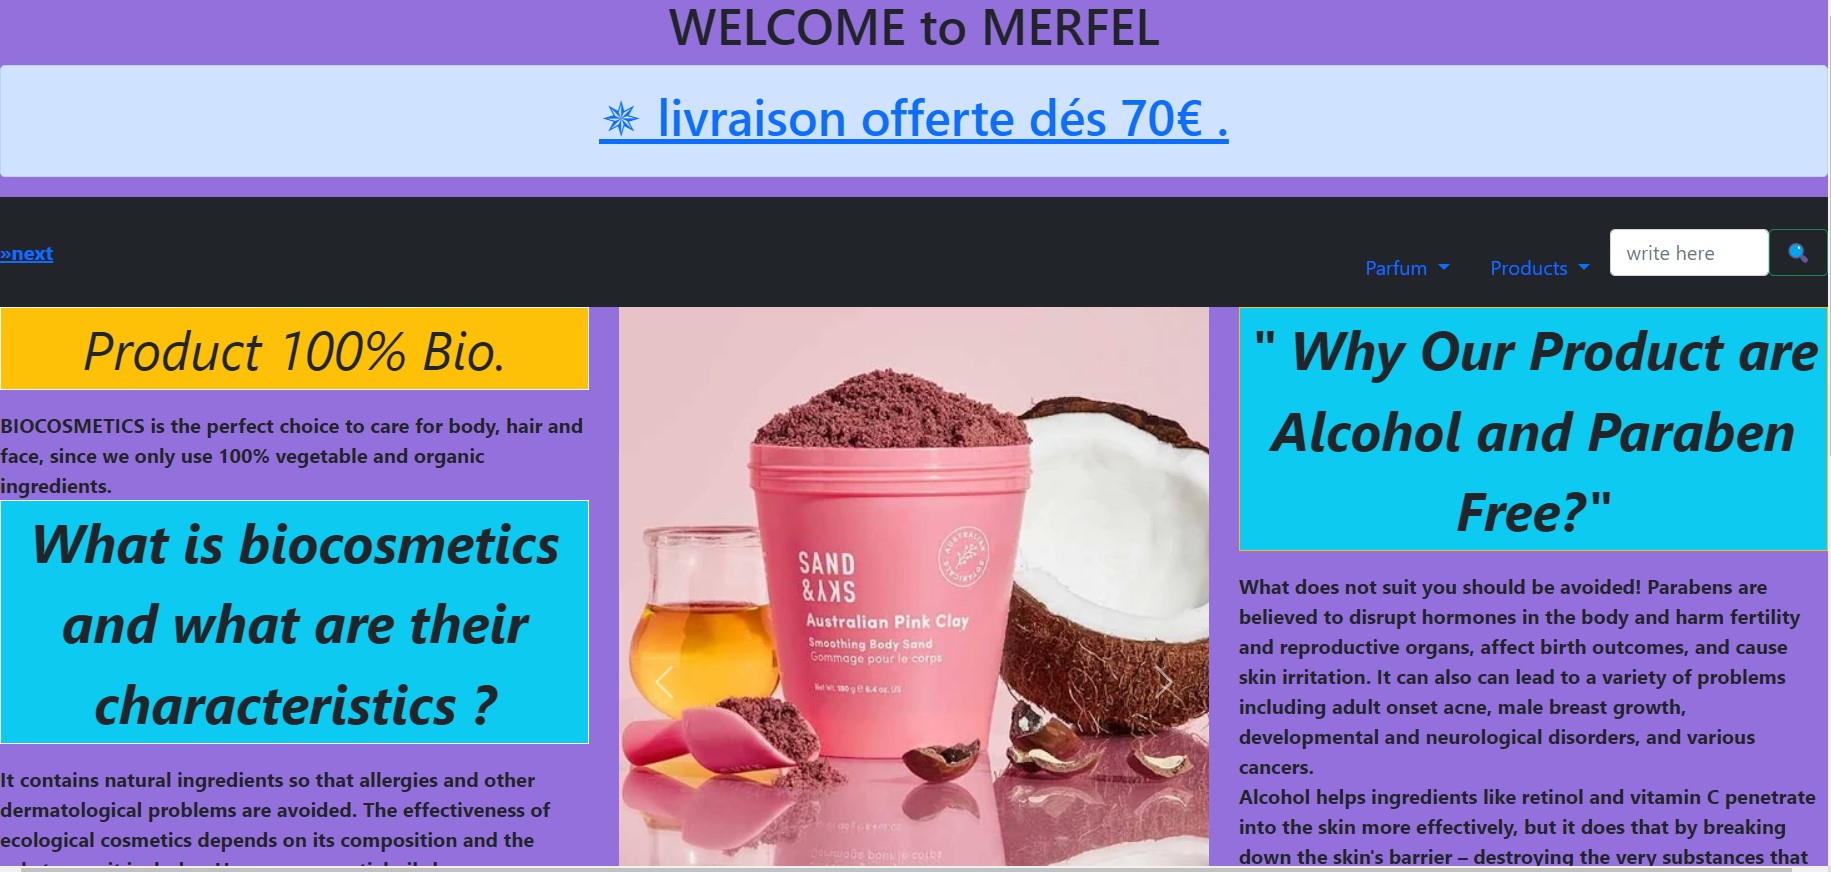 WELCOME to MERFEL
✵ livraison offerte dés 70€ .
»next
Parfum
Products
write here
Product 100% Bio.
BIOCOSMETICS is the perfect choice to care for body, hair and
face, since we only use 100% vegetable and organic
ingredients.
What is biocosmetics
and what are their
characteristics ?
It contains natural ingredients so that allergies and other
dermatological problems are avoided. The effectiveness of
ecological cosmetics depends on its composition and the
SAND
&SKY
AUSTRALIAN BOTANICALS
Australian Pink Clay
Smoothing Body Sand
Gommage pour le corps
Net Wt. 180 g ℮ 6.4 oz. US
" Why Our Product are
Alcohol and Paraben
Free?"
What does not suit you should be avoided! Parabens are
believed to disrupt hormones in the body and harm fertility
and reproductive organs, affect birth outcomes, and cause
skin irritation. It can also can lead to a variety of problems
including adult onset acne, male breast growth,
developmental and neurological disorders, and various
cancers.
Alcohol helps ingredients like retinol and vitamin C penetrate
into the skin more effectively, but it does that by breaking
down the skin's barrier – destroying the very substances that